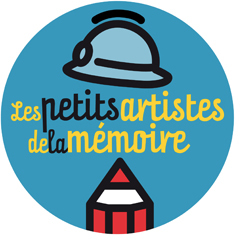 Les petits artistes
de la mémoire